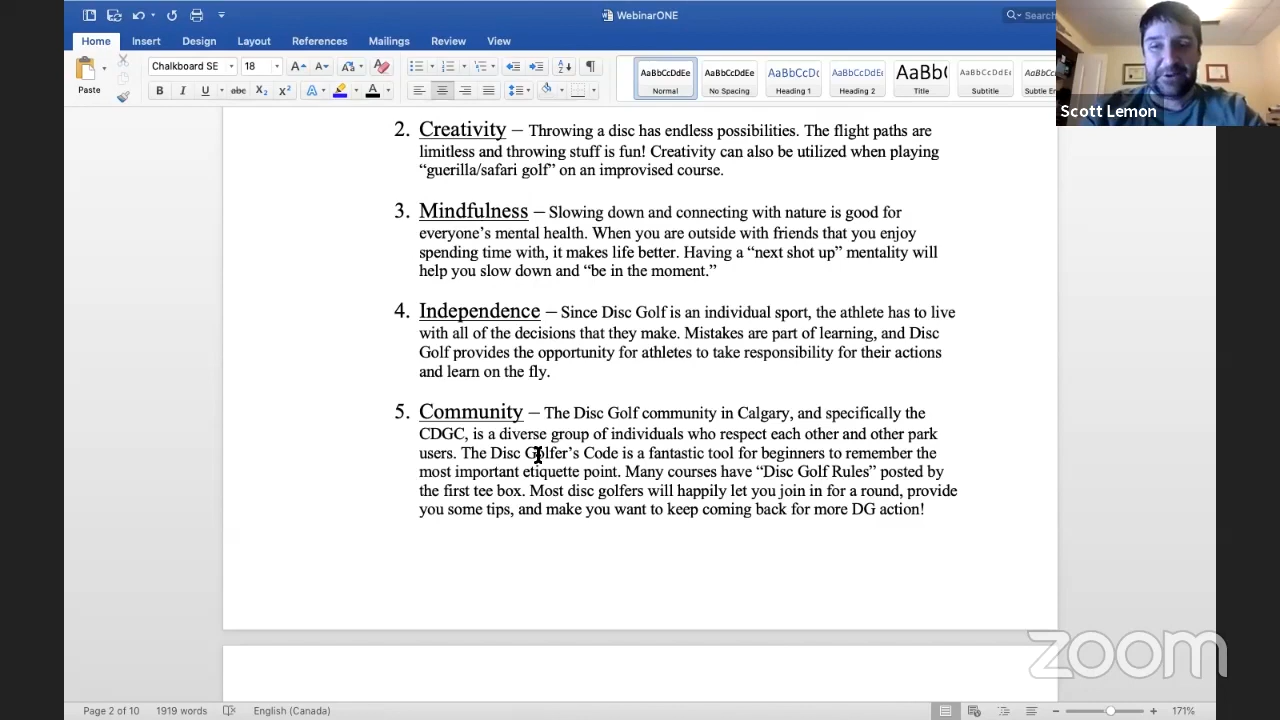 WebinarONE
Search
Home Insert Design Layout References Mailings Review View
Paste
Chalkboard SE 18
AaBbCcDdEe AaBbCcDdEe AaBbCcDc AaBbCcDdEe AaBbC AaBbCcDdEe
Normal No Spacing Heading 1 Heading 2 Title Subtitle
Scott Lemon
2. Creativity – Throwing a disc has endless possibilities. The flight paths are
limitless and throwing stuff is fun! Creativity can also be utilized when playing
“guerilla/safari golf” on an improvised course.
3. Mindfulness – Slowing down and connecting with nature is good for
everyone’s mental health. When you are outside with friends that you enjoy
spending time with, it makes life better. Having a “next shot up” mentality will
help you slow down and “be in the moment.”
4. Independence – Since Disc Golf is an individual sport, the athlete has to live
with all of the decisions that they make. Mistakes are part of learning, and Disc
Golf provides the opportunity for athletes to take responsibility for their actions
and learn on the fly.
5. Community – The Disc Golf community in Calgary, and specifically the
CDGC, is a diverse group of individuals who respect each other and other park
users. The Disc Golfer’s Code is a fantastic tool for beginners to remember the
most important etiquette point. Many courses have “Disc Golf Rules” posted by
the first tee box. Most disc golfers will happily let you join in for a round, provide
you some tips, and make you want to keep coming back for more DG action!
zoom
Page 2 of 10 1919 words English (Canada) 171%